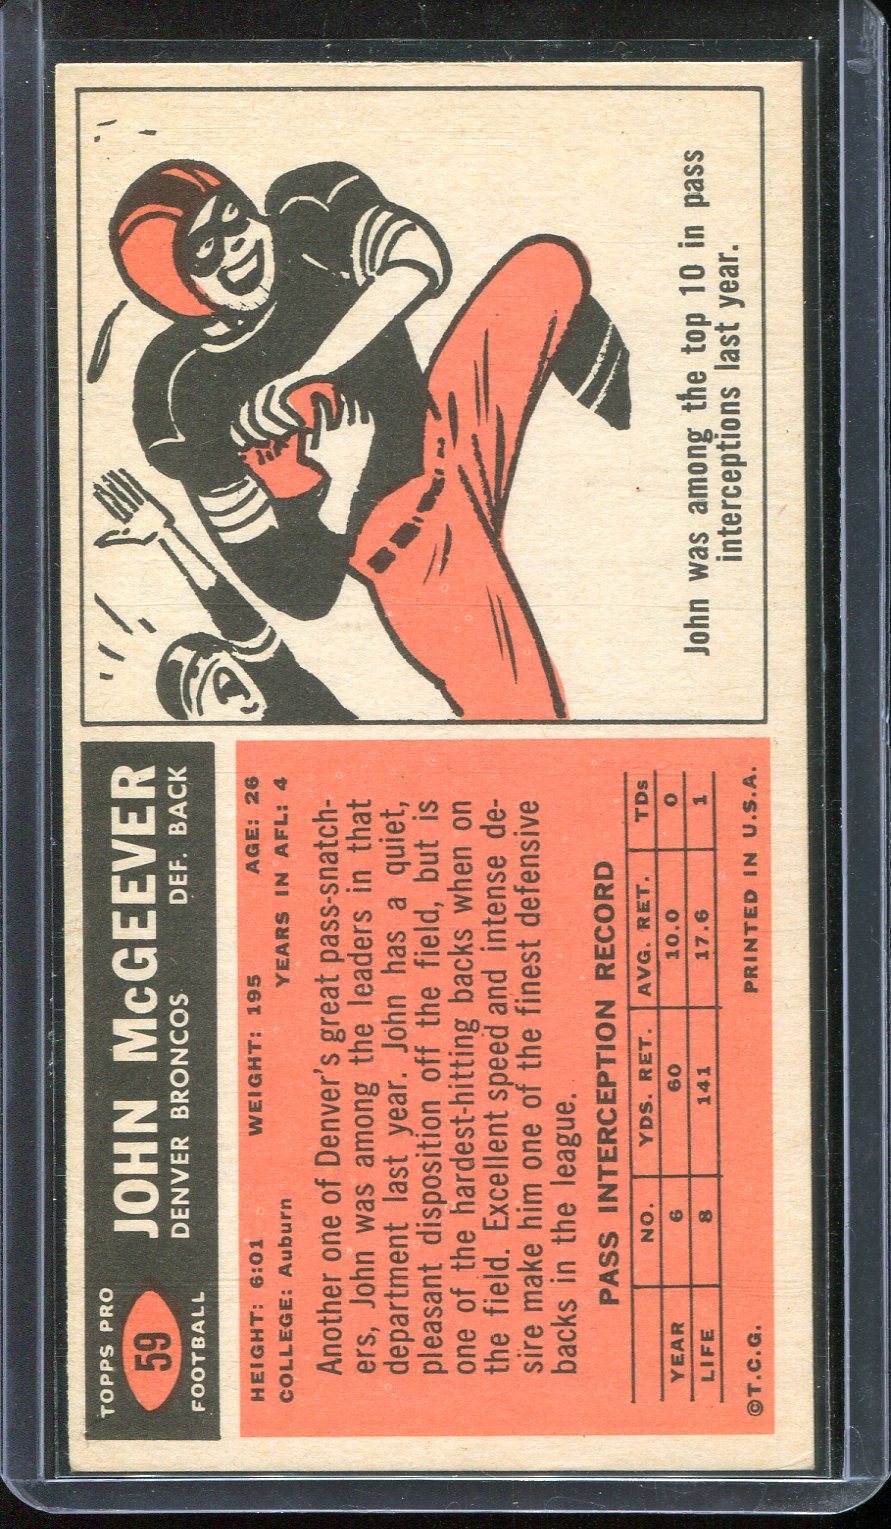 TOPPS PRO
59
FOOTBALL
JOHN McGEEVER
DENVER BRONCOS DEF. BACK
HEIGHT: 6:01 WEIGHT: 195 AGE: 26
COLLEGE: Auburn YEARS IN AFL: 4
Another one of Denver's great pass-snatch-
ers, John was among the leaders in that
department last year. John has a quiet,
pleasant disposition off the field, but is
one of the hardest-hitting backs when on
the field. Excellent speed and intense de-
sire make him one of the finest defensive
backs in the league.
PASS INTERCEPTION RECORD
NO. YDS. RET. AVG. RET. TDs
YEAR 6 60 10.0 0
LIFE 8 141 17.6 1
©T.C.G. PRINTED IN U.S.A.
John was among the top 10 in pass
interceptions last year.